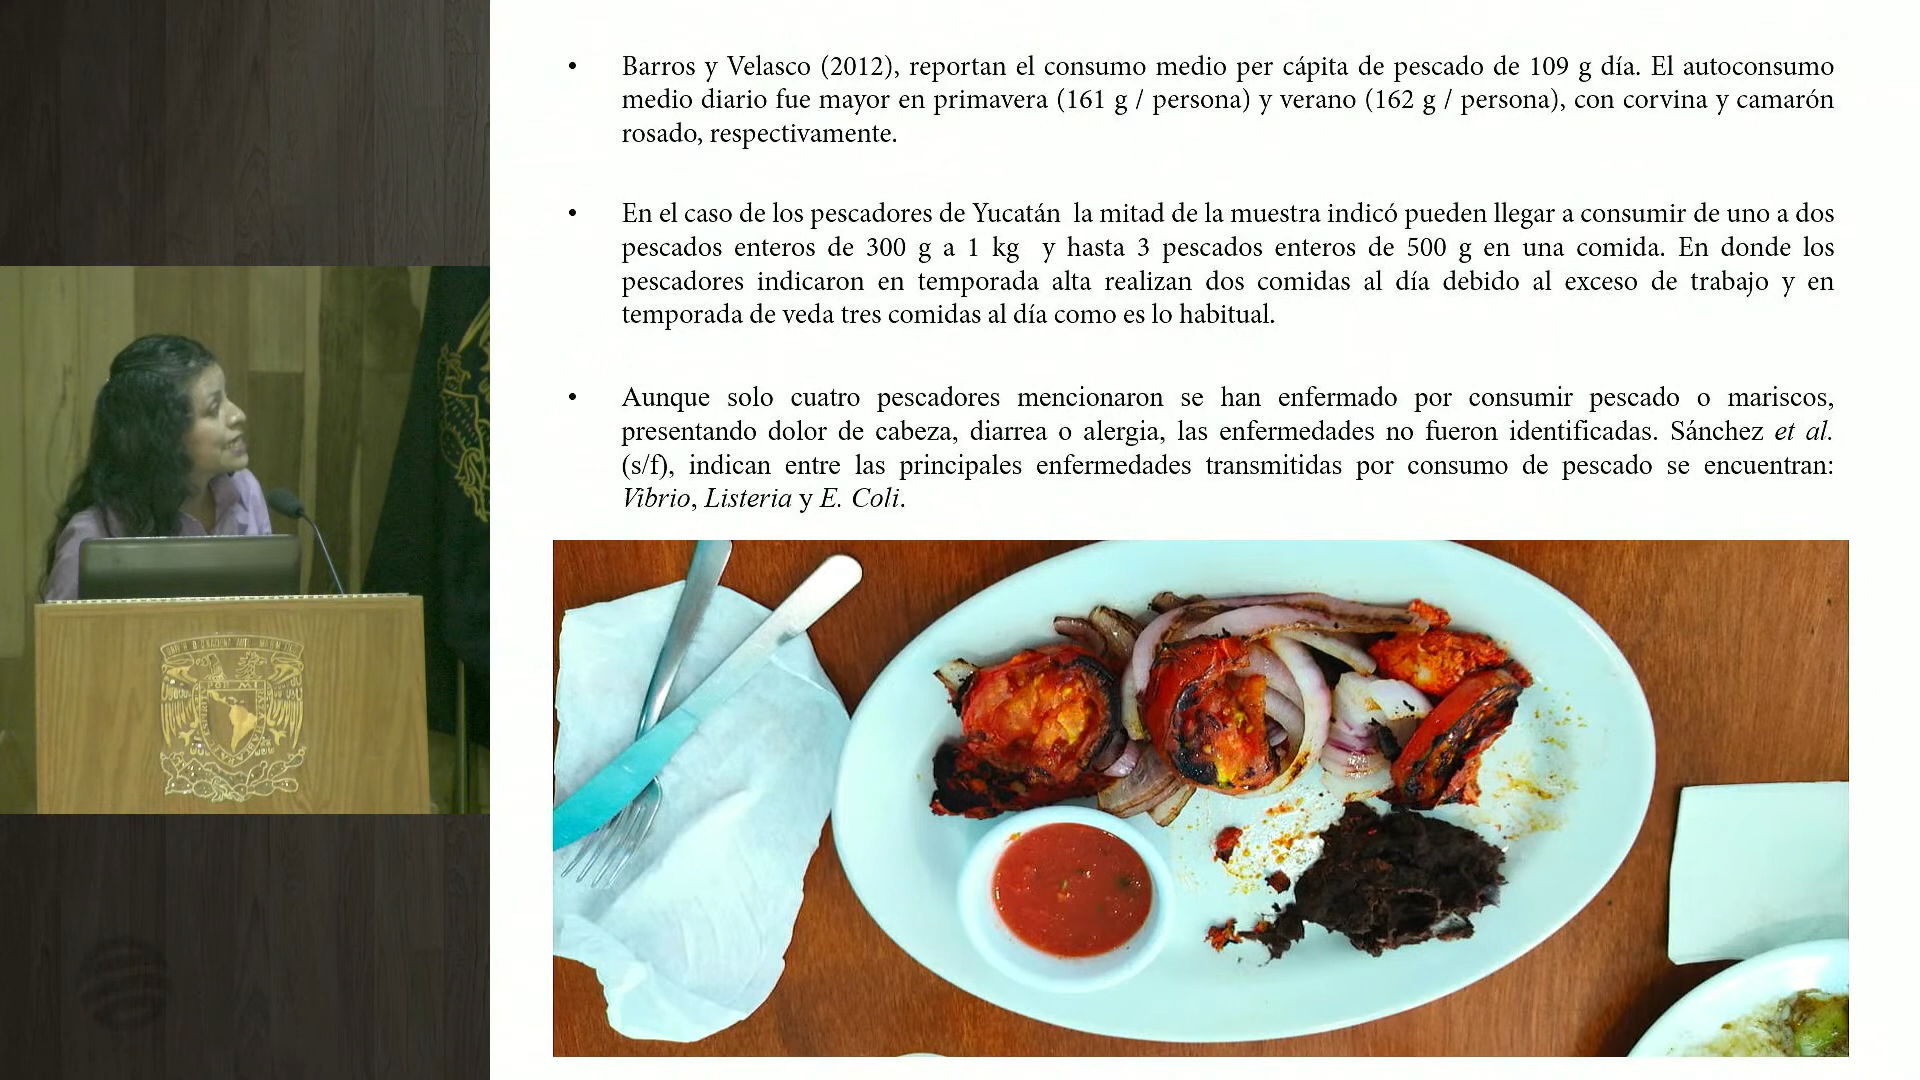 • Barros y Velasco (2012), reportan el consumo medio per cápita de pescado de 109 g día. El autoconsumo
medio diario fue mayor en primavera (161 g / persona) y verano (162 g / persona), con corvina y camarón
rosado, respectivamente.
• En el caso de los pescadores de Yucatán la mitad de la muestra indicó pueden llegar a consumir de uno a dos
pescados enteros de 300 g a 1 kg y hasta 3 pescados enteros de 500 g en una comida. En donde los
pescadores indicaron en temporada alta realizan dos comidas al día debido al exceso de trabajo y en
temporada de veda tres comidas al día como es lo habitual.
• Aunque solo cuatro pescadores mencionaron se han enfermado por consumir pescado o mariscos,
presentando dolor de cabeza, diarrea o alergia, las enfermedades no fueron identificadas. Sánchez et al.
(s/f), indican entre las principales enfermedades transmitidas por consumo de pescado se encuentran:
Vibrio, Listeria y E. Coli.
POR MI